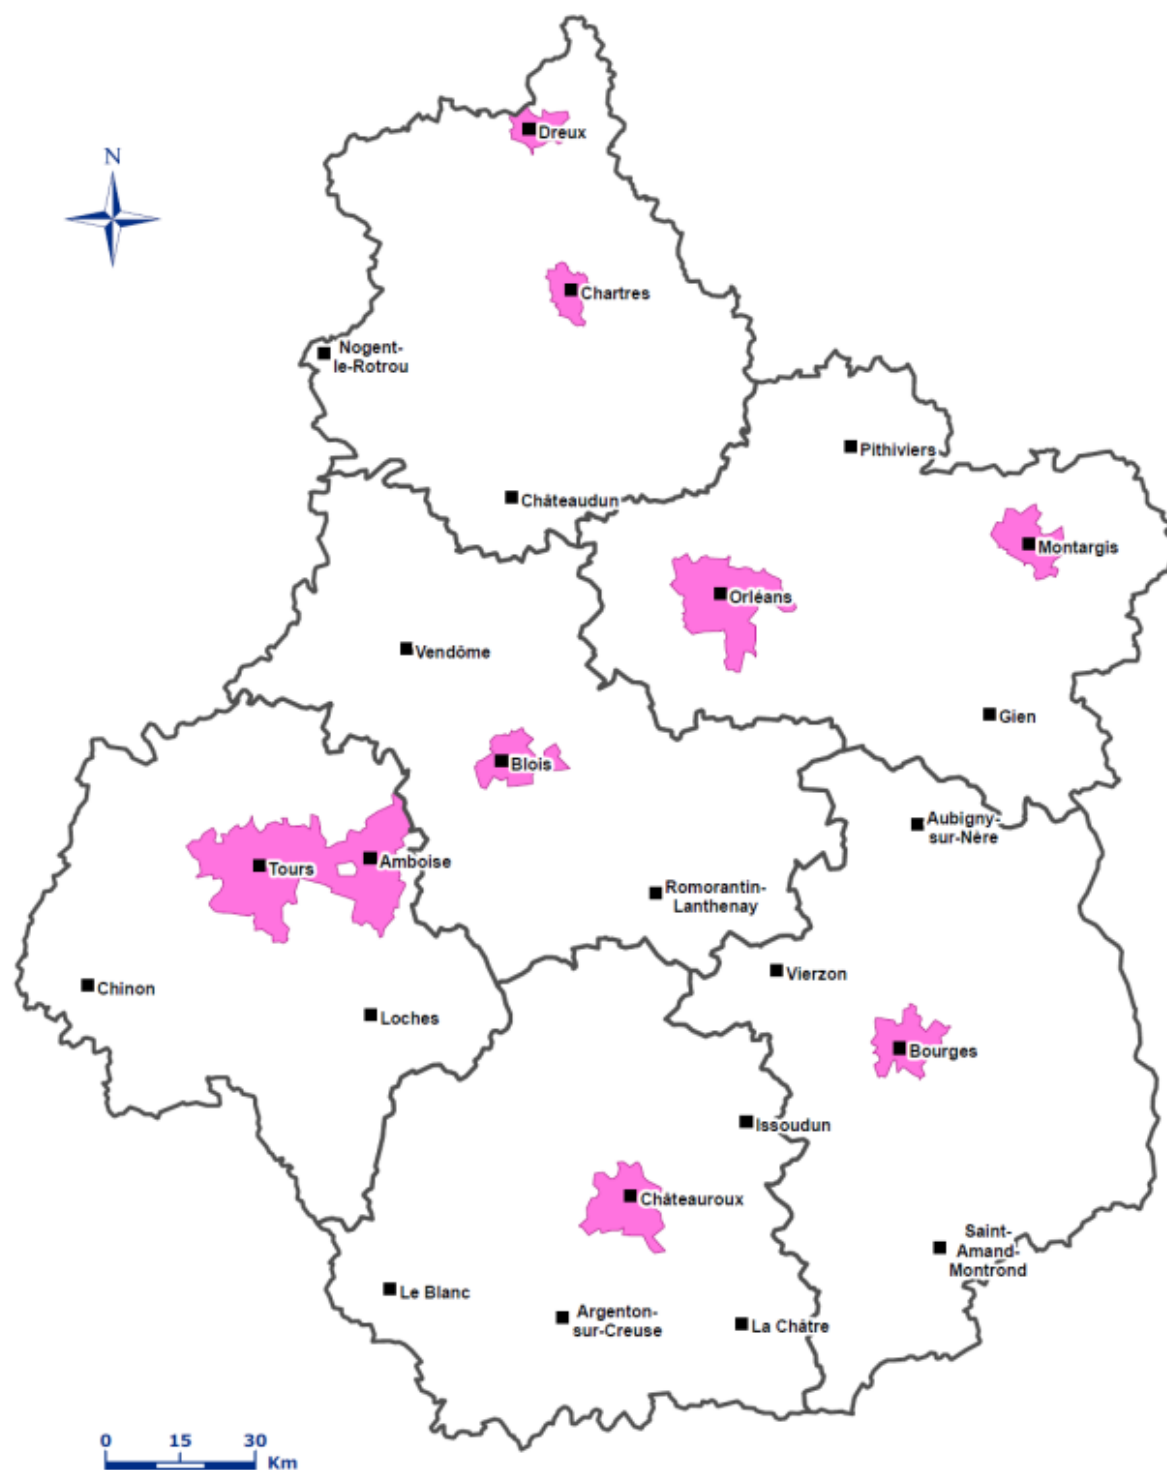 Dreux
N
Chartres
Nogent-
le-Rotrou
Pithiviers
Châteaudun
Montargis
Orléans
Vendôme
Gien
Blois
Aubigny-
sur-Nère
Amboise
Tours
Romorantin-
Lanthenay
Vierzon
Chinon
Loches
Bourges
Issoudun
Châteauroux
Saint-
Amand-
Montrond
Le Blanc
Argenton-
sur-Creuse
La Châtre
0 15 30
Km